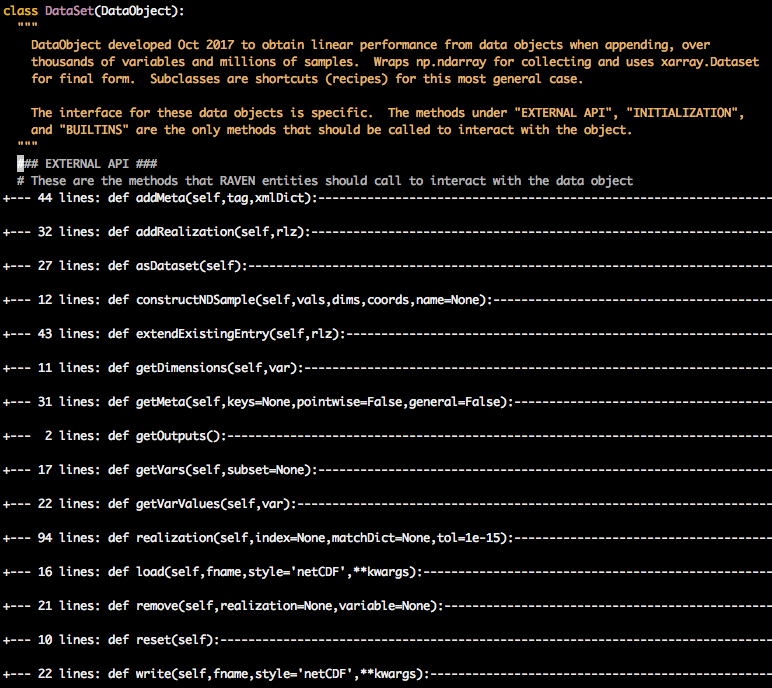 class DataSet(DataObject):
"""
DataObject developed Oct 2017 to obtain linear performance from data objects when appending, over
thousands of variables and millions of samples.  Wraps np.ndarray for collecting and uses xarray.Dataset
for final form.  Subclasses are shortcuts (recipes) for this most general case.
The interface for these data objects is specific.  The methods under "EXTERNAL API", "INITIALIZATION",
and "BUILTINS" are the only methods that should be called to interact with the object.
"""
### EXTERNAL API ###
# These are the methods that RAVEN entities should call to interact with the data object
+--- 44 lines: def addMeta(self,tag,xmlDict):-----------------------------------------------------------------
+--- 32 lines: def addRealization(self,rlz):------------------------------------------------------------------
+--- 27 lines: def asDataset(self):---------------------------------------------------------------------------
+--- 12 lines: def constructNDSample(self,vals,dims,coords,name=None):----------------------------------------
+--- 43 lines: def extendExistingEntry(self,rlz):-------------------------------------------------------------
+--- 11 lines: def getDimensions(self,var):-------------------------------------------------------------------
+--- 31 lines: def getMeta(self,keys=None,pointwise=False,general=False):-------------------------------------
+---  2 lines: def getOutputs():------------------------------------------------------------------------------
+--- 17 lines: def getVars(self,subset=None):-----------------------------------------------------------------
+--- 22 lines: def getVarValues(self,var):--------------------------------------------------------------------
+--- 94 lines: def realization(self,index=None,matchDict=None,tol=1e-15):-------------------------------------
+--- 16 lines: def load(self,fname,style='netCDF',**kwargs):--------------------------------------------------
+--- 21 lines: def remove(self,realization=None,variable=None):-----------------------------------------------
+--- 10 lines: def reset(self):-------------------------------------------------------------------------------
+--- 22 lines: def write(self,fname,style='netCDF',**kwargs):-------------------------------------------------